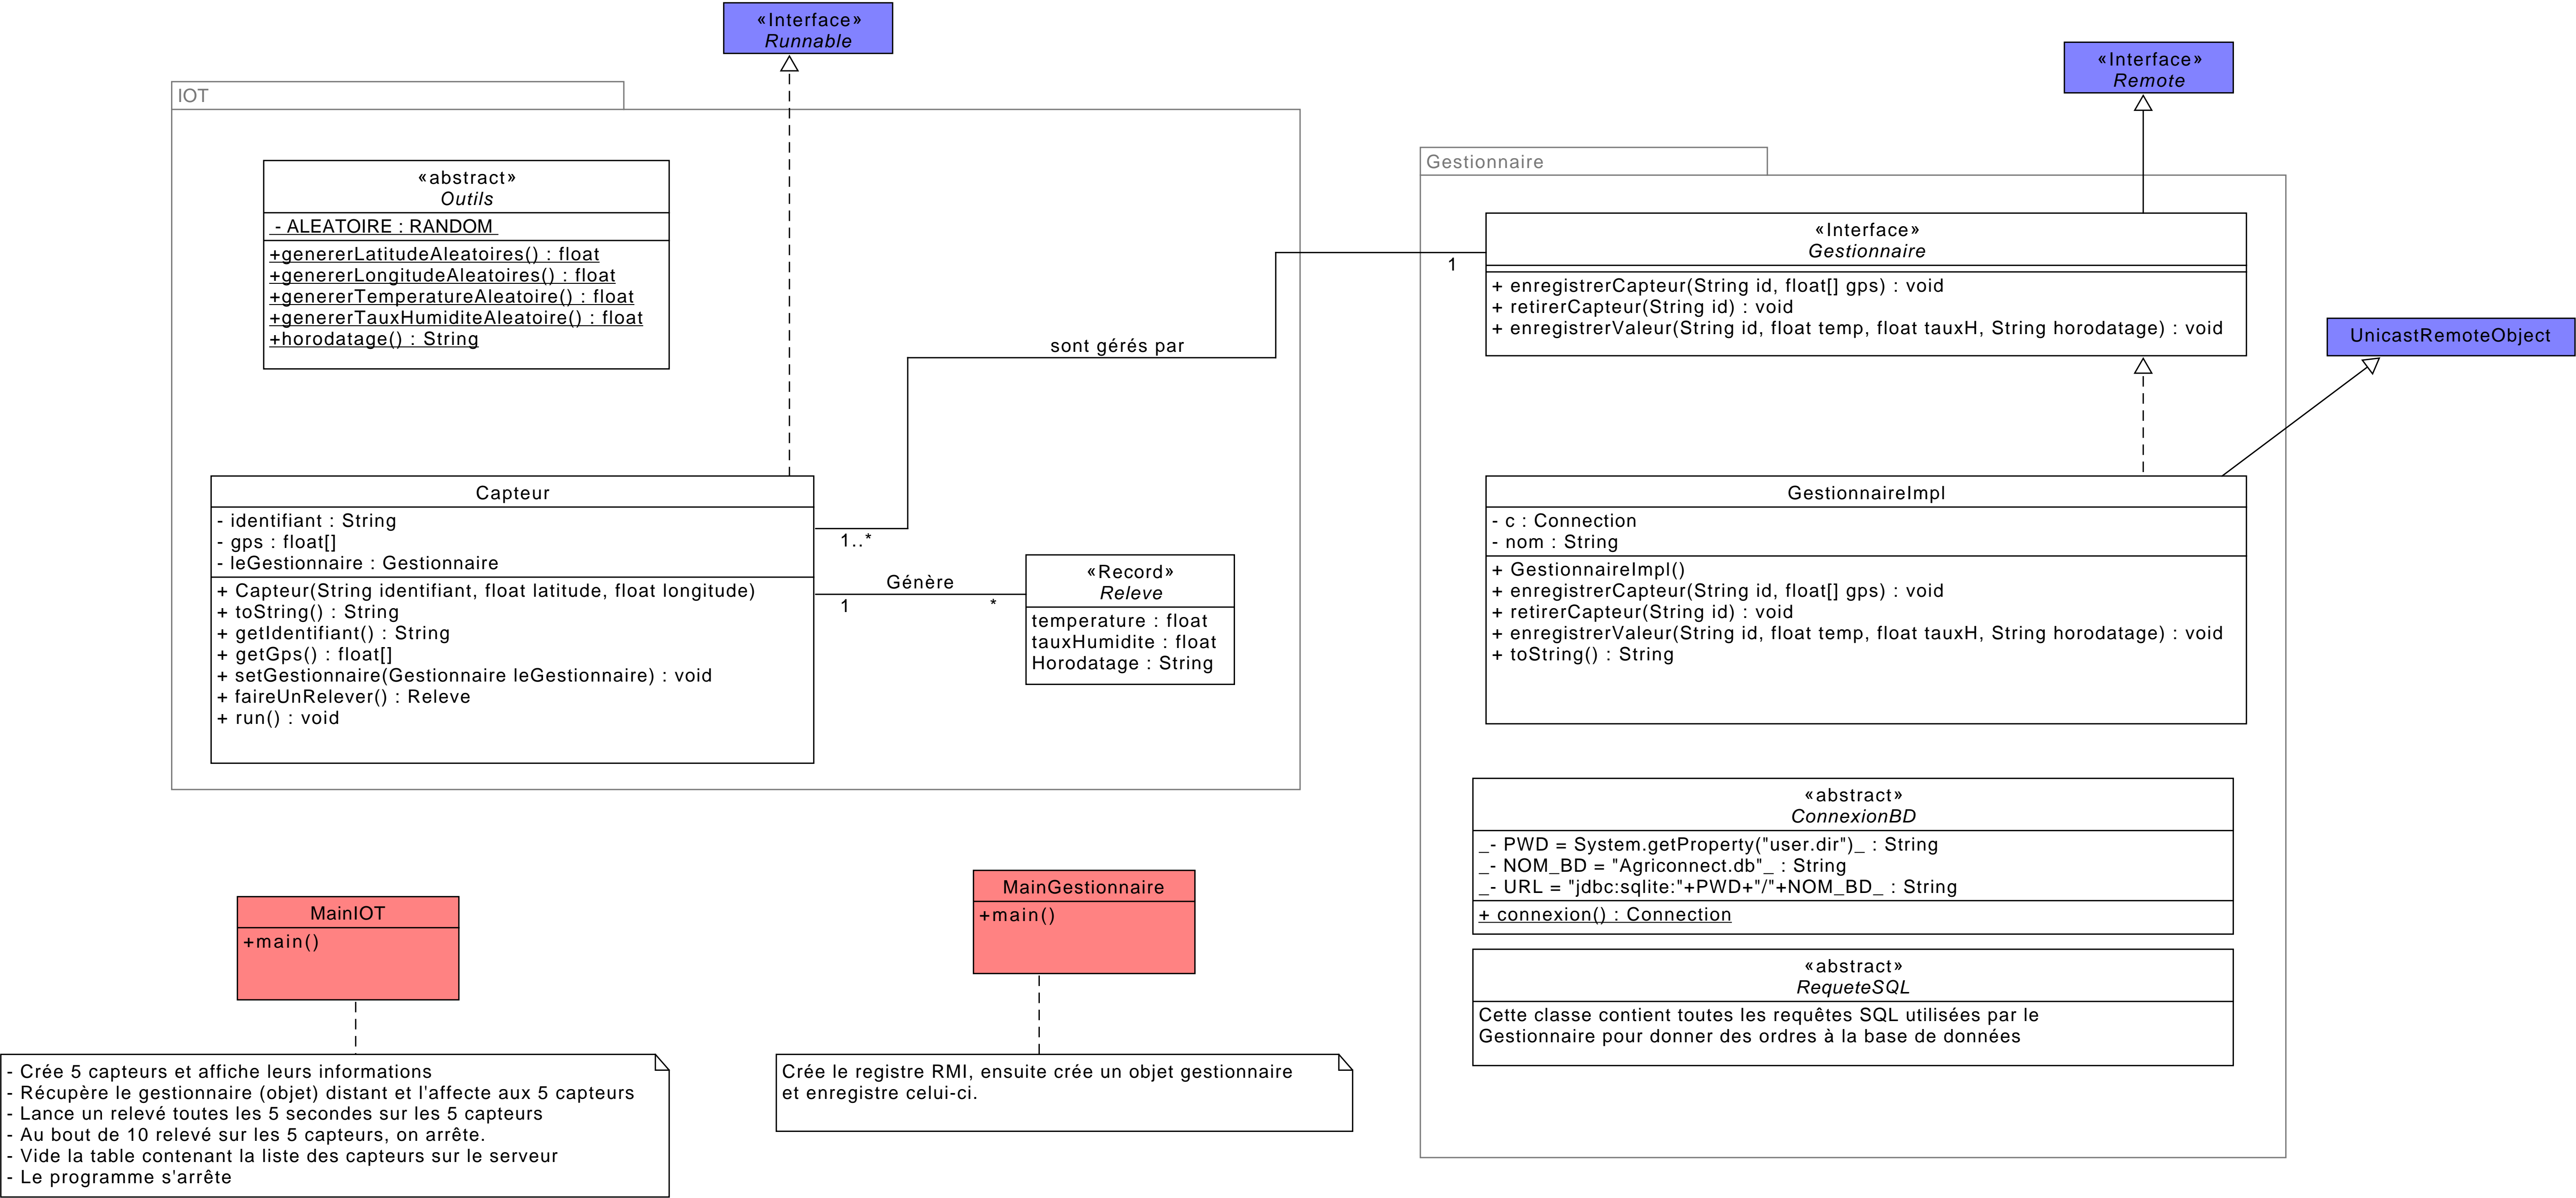 «Interface»
Runnable
«Interface»
Remote
IOT
Gestionnaire
«abstract»
Outils
- ALEATOIRE : RANDOM
+genererLatitudeAleatoires() : float
+genererLongitudeAleatoires() : float
+genererTemperatureAleatoire() : float
+genererTauxHumiditeAleatoire() : float
+horodatage() : String
«Interface»
Gestionnaire
+ enregistrerCapteur(String id, float[] gps) : void
+ retirerCapteur(String id) : void
+ enregistrerValeur(String id, float temp, float tauxH, String horodatage) : void
1
sont gérés par
1..*
UnicastRemoteObject
Capteur
- identifiant : String
- gps : float[]
- leGestionnaire : Gestionnaire
+ Capteur(String identifiant, float latitude, float longitude)
+ toString() : String
+ getIdentifiant() : String
+ getGps() : float[]
+ setGestionnaire(Gestionnaire leGestionnaire) : void
+ faireUnRelever() : Releve
+ run() : void
Génère
1
*
«Record»
Releve
temperature : float
tauxHumidite : float
Horodatage : String
GestionnaireImpl
- c : Connection
- nom : String
+ GestionnaireImpl()
+ enregistrerCapteur(String id, float[] gps) : void
+ retirerCapteur(String id) : void
+ enregistrerValeur(String id, float temp, float tauxH, String horodatage) : void
+ toString() : String
«abstract»
ConnexionBD
_- PWD = System.getProperty("user.dir")_ : String
_- NOM_BD = "Agriconnect.db"_ : String
_- URL = "jdbc:sqlite:"+PWD+"/"+NOM_BD_ : String
+ connexion() : Connection
«abstract»
RequeteSQL
Cette classe contient toutes les requêtes SQL utilisées par le
Gestionnaire pour donner des ordres à la base de données
MainIOT
+main()
MainGestionnaire
+main()
- Crée 5 capteurs et affiche leurs informations
- Récupère le gestionnaire (objet) distant et l'affecte aux 5 capteurs
- Lance un relevé toutes les 5 secondes sur les 5 capteurs
- Au bout de 10 relevé sur les 5 capteurs, on arrête.
- Vide la table contenant la liste des capteurs sur le serveur
- Le programme s'arrête
Crée le registre RMI, ensuite crée un objet gestionnaire
et enregistre celui-ci.